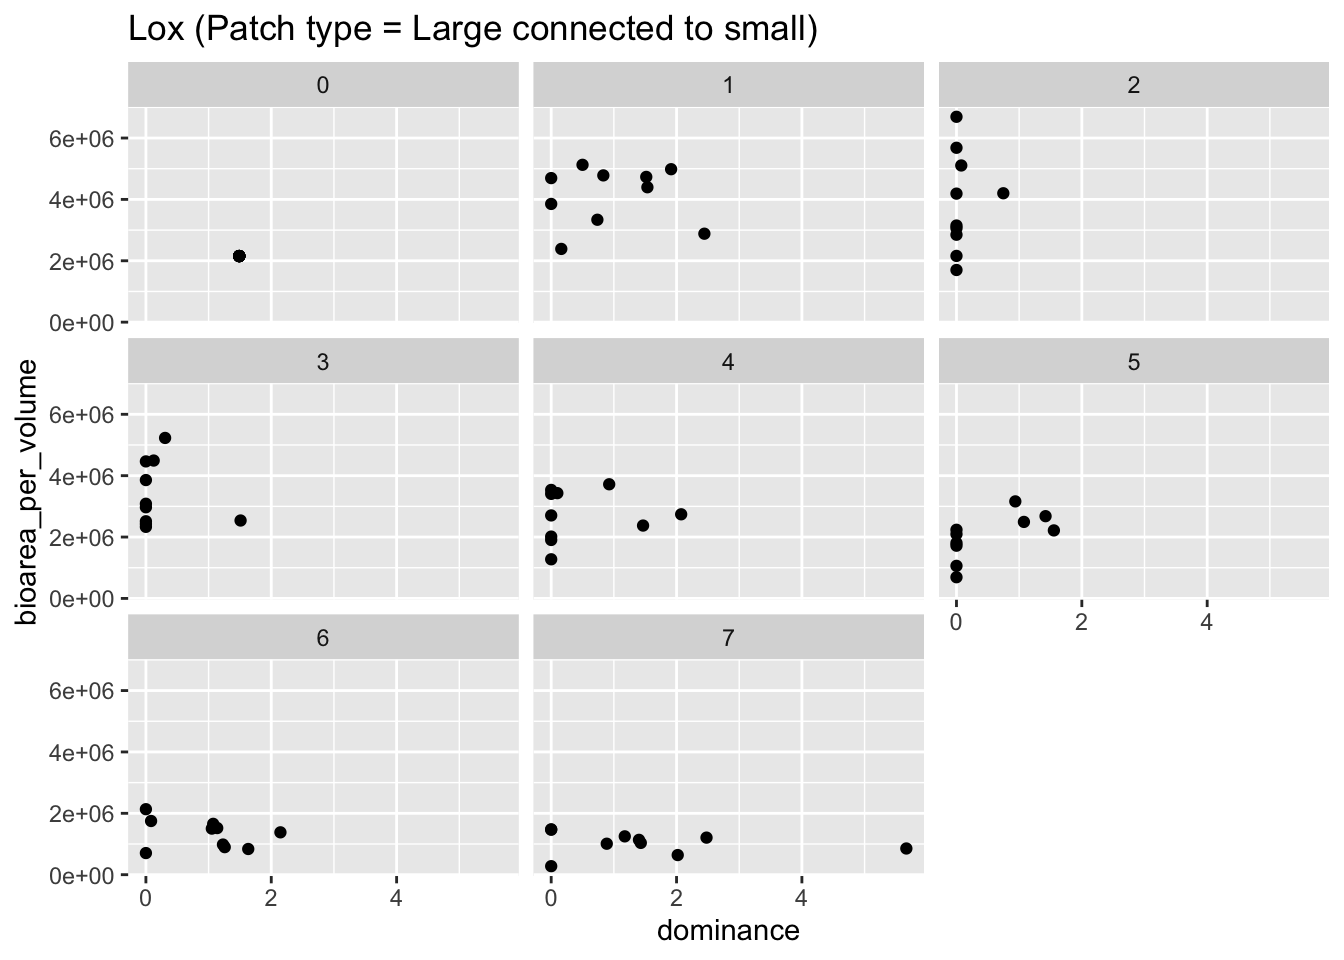 Lox (Patch type = Large connected to small)
0 1 2
6e+06
4e+06
2e+06
0e+00
3 4 5
6e+06
4e+06
2e+06
0e+00
0 2 4
6 7
6e+06
4e+06
2e+06
0e+00
0 2 4 0 2 4
dominance
bioarea_per_volume